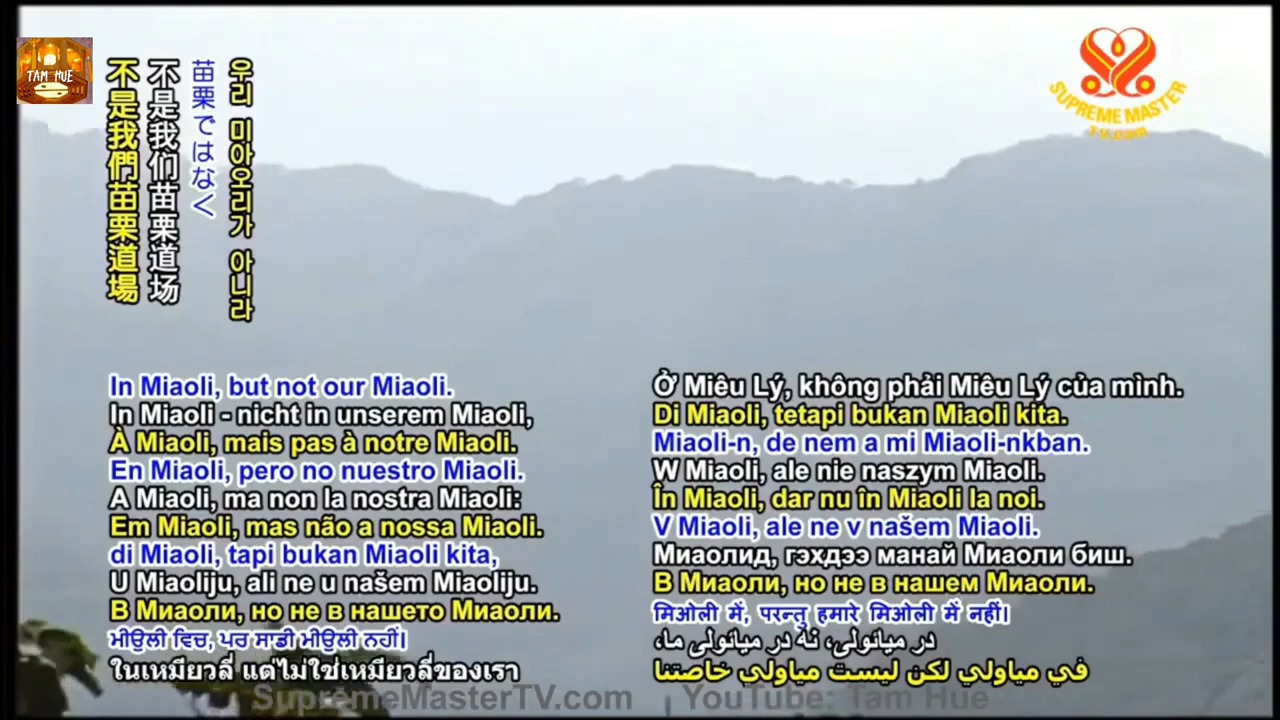 TAM HUE
不是我們苗栗道場
不是我们苗栗道场
苗栗ではなく
우리 미아오리가 아니라
SUPREME MASTER
TV.com
In Miaoli, but not our Miaoli.
In Miaoli - nicht in unserem Miaoli,
À Miaoli, mais pas à notre Miaoli.
En Miaoli, pero no nuestro Miaoli.
A Miaoli, ma non la nostra Miaoli:
Em Miaoli, mas não a nossa Miaoli.
di Miaoli, tapi bukan Miaoli kita,
U Miaoliju, ali ne u našem Miaoliju.
В Миаоли, но не в нашето Миаоли.
ਮੀਉਲੀ ਵਿਚ, ਪਰ ਸਾਡੀ ਮੀਉਲੀ ਨਹੀਂ।
ในเหมียวลี่ แต่ไม่ใช่เหมียวลี่ของเรา
Ở Miêu Lý, không phải Miêu Lý của mình.
Di Miaoli, tetapi bukan Miaoli kita.
Miaoli-n, de nem a mi Miaoli-nkban.
W Miaoli, ale nie naszym Miaoli.
În Miaoli, dar nu în Miaoli la noi.
V Miaoli, ale ne v našem Miaoli.
Миаолид, гэхдээ манай Миаоли биш.
В Миаоли, но не в нашем Миаоли.
मिओली में, परन्तु हमारे मिओली में नहीं।
در میائولی، نه در میائولی ما،
في مياولي لكن ليست مياولي خاصتنا
SupremeMasterTV.com | YouTube: Tam Hue